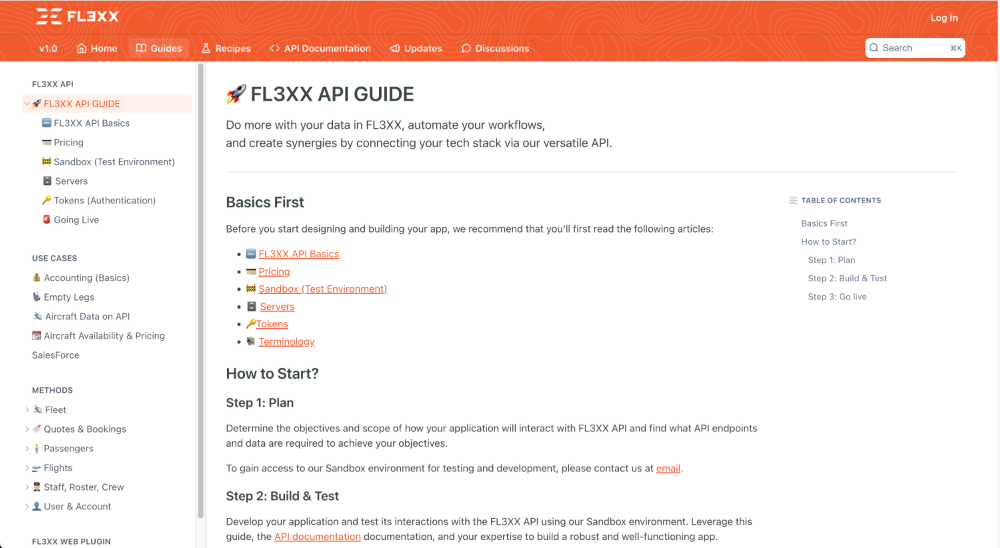 FL3XX
Log In
v1.0
Home
Guides
Recipes
API Documentation
Updates
Discussions
Search
⌘K
FL3XX API
FL3XX API GUIDE
FL3XX API Basics
Pricing
Sandbox (Test Environment)
Servers
Tokens (Authentication)
Going Live
USE CASES
Accounting (Basics)
Empty Legs
Aircraft Data on API
Aircraft Availability & Pricing
SalesForce
METHODS
Fleet
Quotes & Bookings
Passengers
Flights
Staff, Roster, Crew
User & Account
FL3XX WEB PLUGIN
FL3XX API GUIDE
Do more with your data in FL3XX, automate your workflows,
and create synergies by connecting your tech stack via our versatile API.
Basics First
Before you start designing and building your app, we recommend that you'll first read the following articles:
FL3XX API Basics
Pricing
Sandbox (Test Environment)
Servers
Tokens
Terminology
How to Start?
Step 1: Plan
Determine the objectives and scope of how your application will interact with FL3XX API and find what API endpoints
and data are required to achieve your objectives.
To gain access to our Sandbox environment for testing and development, please contact us at email.
Step 2: Build & Test
Develop your application and test its interactions with the FL3XX API using our Sandbox environment. Leverage this
guide, the API documentation documentation, and your expertise to build a robust and well-functioning app.
TABLE OF CONTENTS
Basics First
How to Start?
Step 1: Plan
Step 2: Build & Test
Step 3: Go live